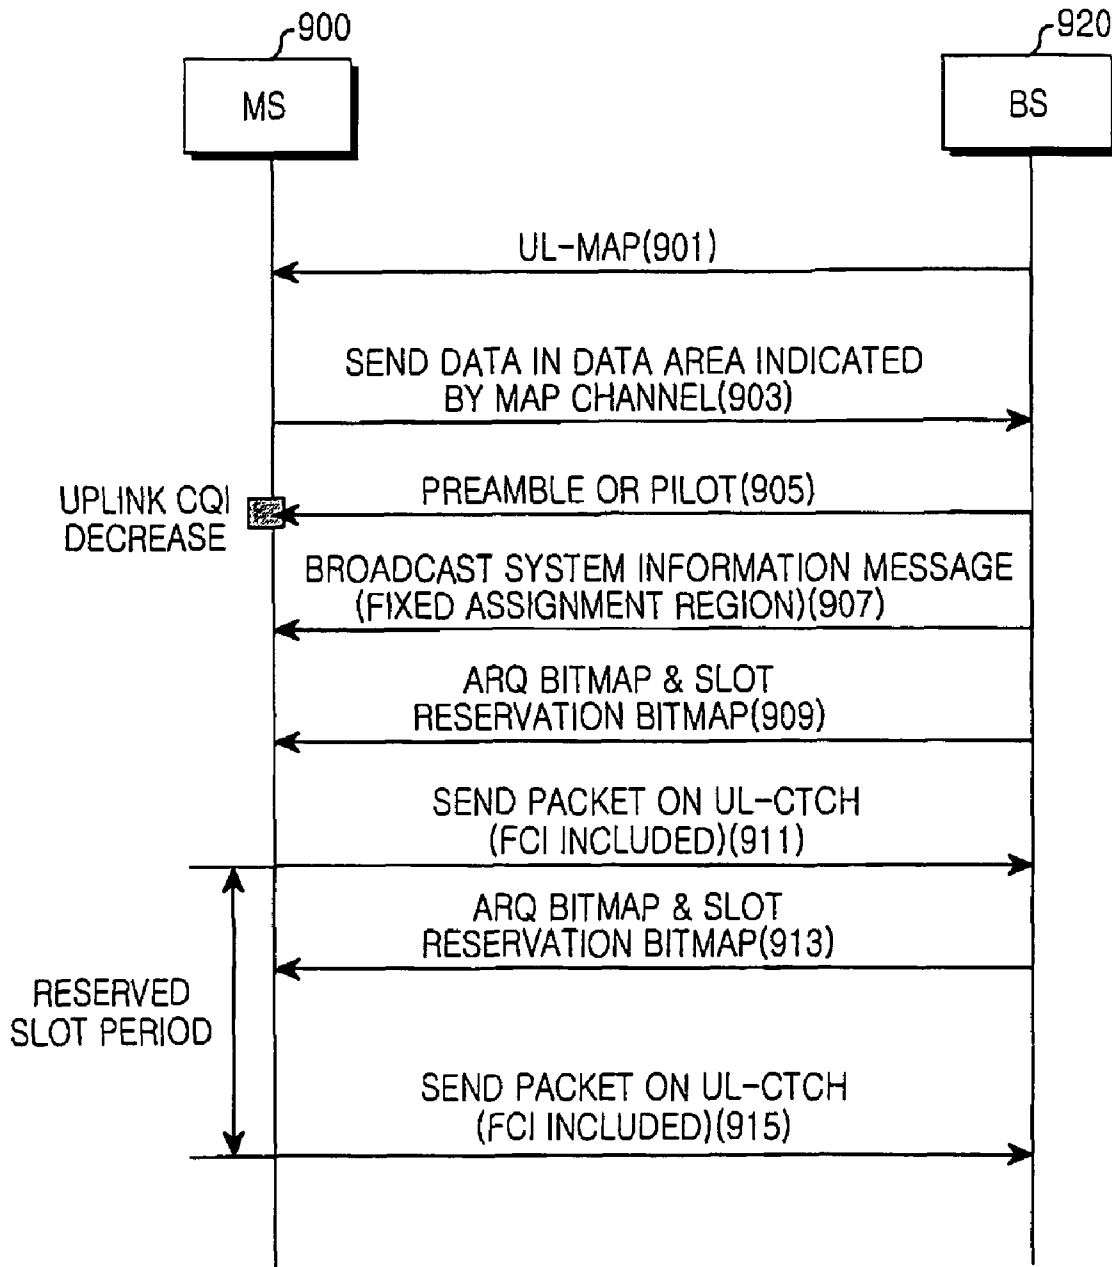 900
920
MS
BS
UL-MAP(901)
SEND DATA IN DATA AREA INDICATED
BY MAP CHANNEL(903)
UPLINK CQI
DECREASE
PREAMBLE OR PILOT(905)
BROADCAST SYSTEM INFORMATION MESSAGE
(FIXED ASSIGNMENT REGION)(907)
ARQ BITMAP & SLOT
RESERVATION BITMAP(909)
SEND PACKET ON UL-CTCH
(FCI INCLUDED)(911)
ARQ BITMAP & SLOT
RESERVATION BITMAP(913)
RESERVED
SLOT PERIOD
SEND PACKET ON UL-CTCH
(FCI INCLUDED)(915)